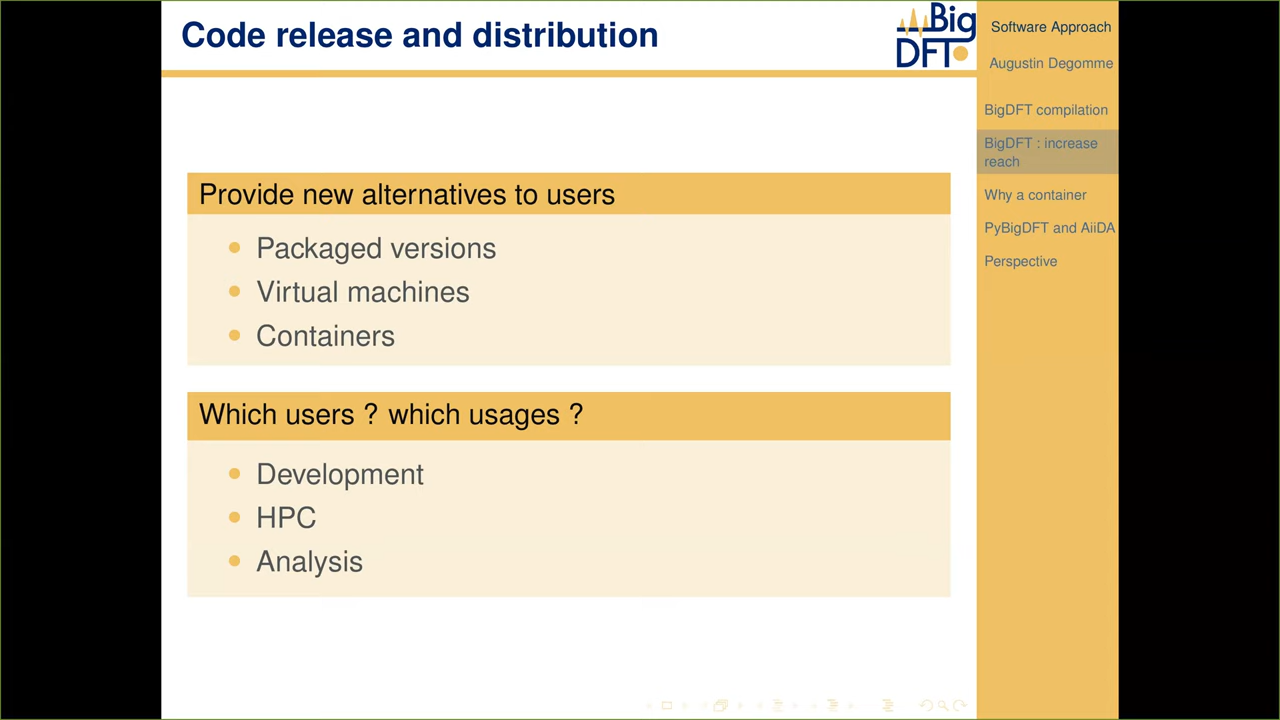 Code release and distribution
Big
DFT
Provide new alternatives to users
Packaged versions
Virtual machines
Containers
Which users ? which usages ?
Development
HPC
Analysis
Software Approach
Augustin Degomme
BigDFT compilation
BigDFT : increase
reach
Why a container
PyBigDFT and AiiDA
Perspective